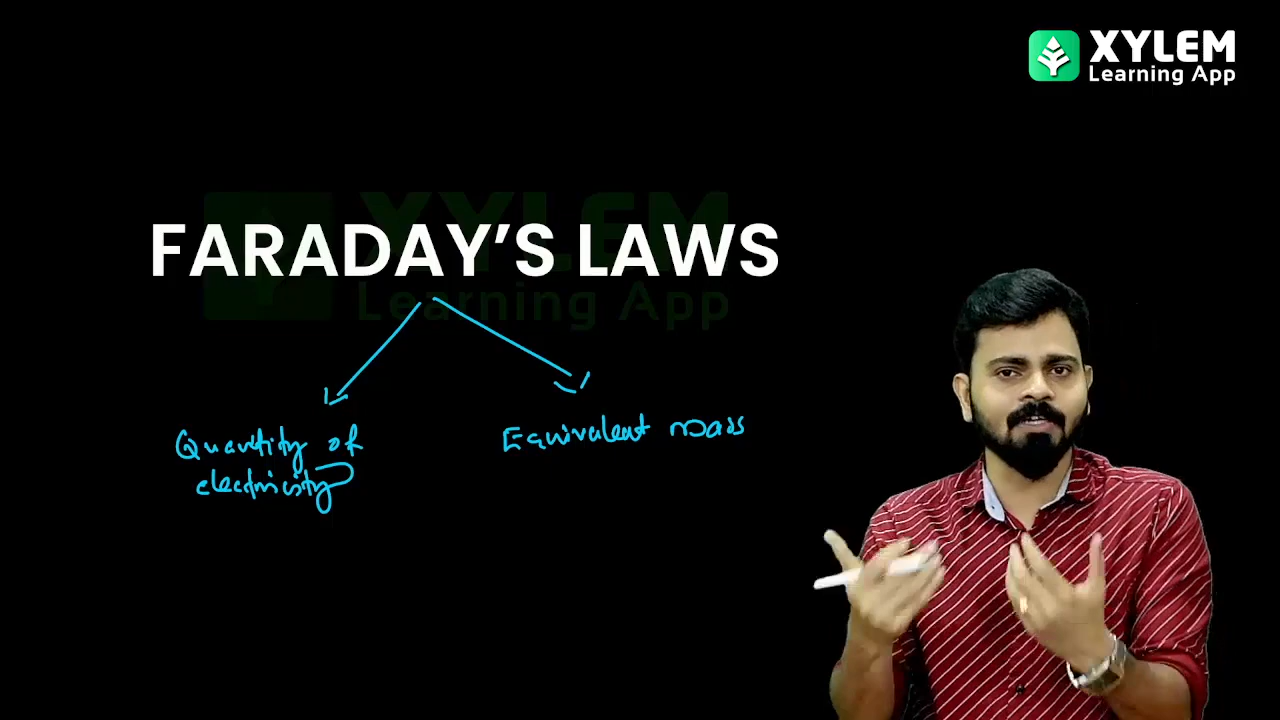 XYLEM
Learning App
XYLEM
FARADAY'S LAWS
Learning App
Quantity of
electricity
Equivalent mass